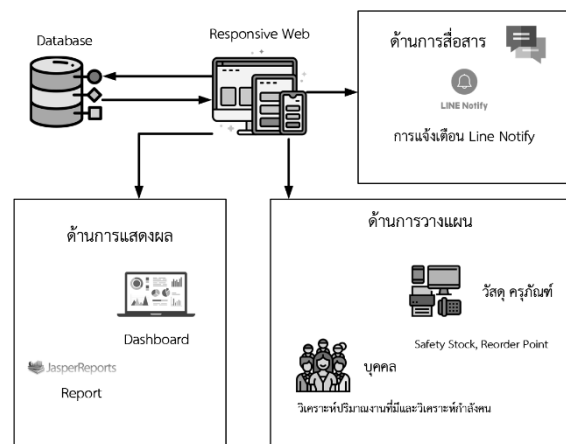 Database
Responsive Web
ด้านการสื่อสาร
LINE Notify
การแจ้งเตือน Line Notify
ด้านการแสดงผล
Dashboard
JasperReports
Report
ด้านการวางแผน
วัสดุ ครุภัณฑ์
Safety Stock, Reorder Point
บุคคล
วิเคราะห์ปริมาณงานที่มีและวิเคราะห์กำลังคน